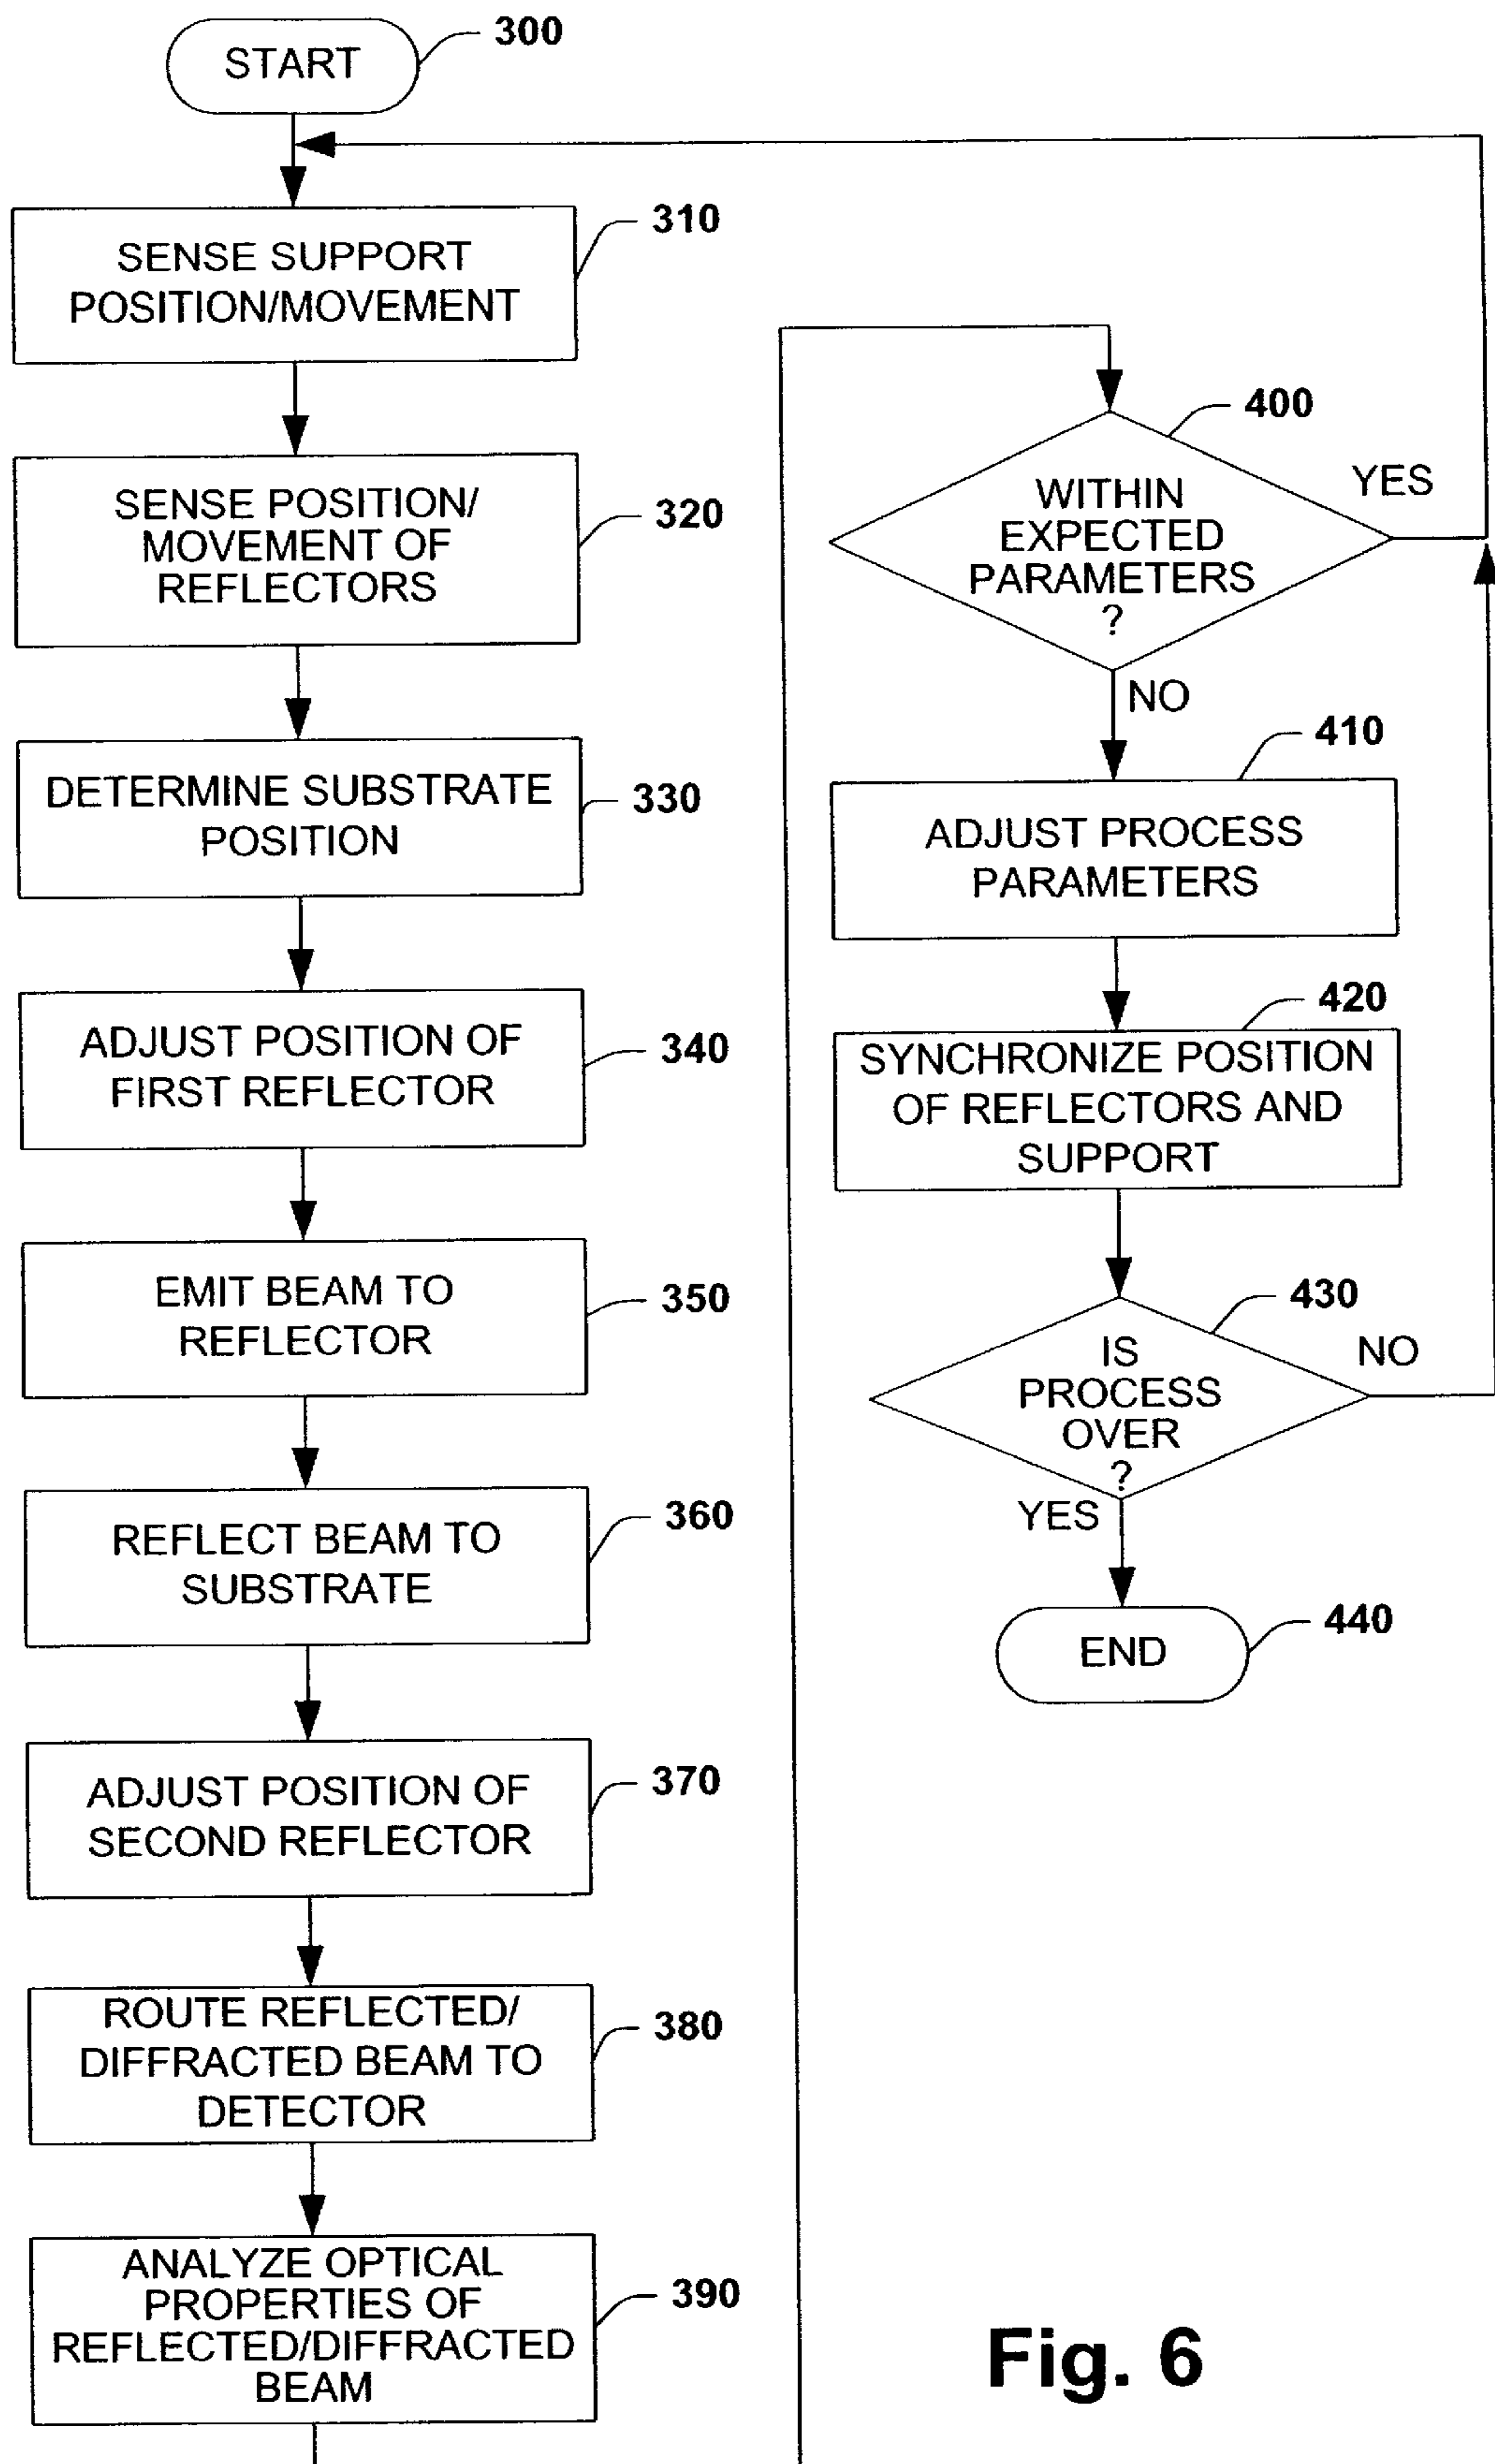 START
300
SENSE SUPPORT
POSITION/MOVEMENT
310
SENSE POSITION/
MOVEMENT OF
REFLECTORS
320
DETERMINE SUBSTRATE
POSITION
330
ADJUST POSITION OF
FIRST REFLECTOR
340
EMIT BEAM TO
REFLECTOR
350
REFLECT BEAM TO
SUBSTRATE
360
ADJUST POSITION OF
SECOND REFLECTOR
370
ROUTE REFLECTED/
DIFFRACTED BEAM TO
DETECTOR
380
ANALYZE OPTICAL
PROPERTIES OF
REFLECTED/DIFFRACTED
BEAM
390
WITHIN
EXPECTED
PARAMETERS
?
400
YES
NO
ADJUST PROCESS
PARAMETERS
410
SYNCHRONIZE POSITION
OF REFLECTORS AND
SUPPORT
420
IS
PROCESS
OVER
?
430
NO
YES
END
440
Fig. 6